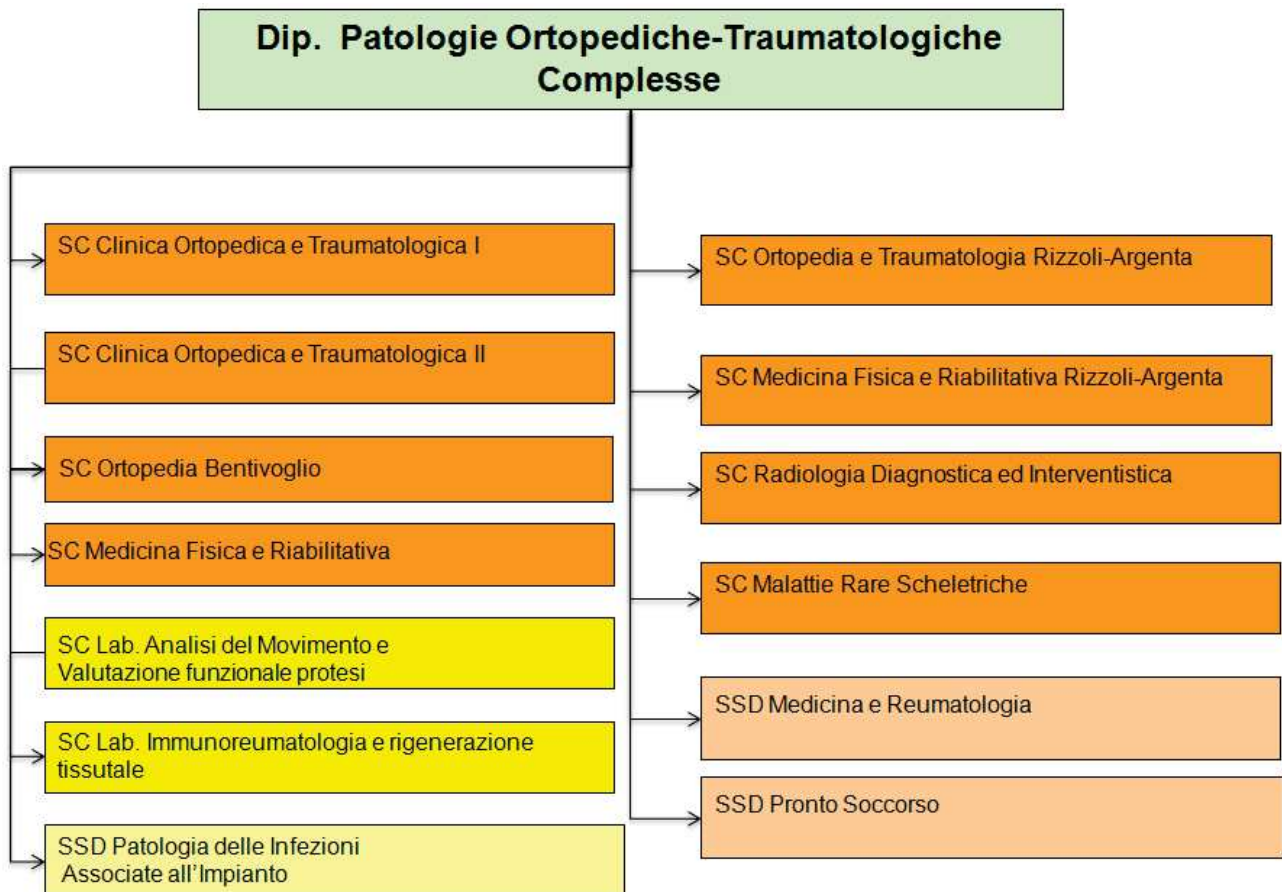 Dip. Patologie Ortopediche-Traumatologiche
Complesse
SC Clinica Ortopedica e Traumatologica I
SC Clinica Ortopedica e Traumatologica II
SC Ortopedia Bentivoglio
SC Medicina Fisica e Riabilitativa
SC Lab. Analisi del Movimento e
Valutazione funzionale protesi
SC Lab. Immunoreumatologia e rigenerazione
tissutale
SSD Patologia delle Infezioni
Associate all'Impianto
SC Ortopedia e Traumatologia Rizzoli-Argenta
SC Medicina Fisica e Riabilitativa Rizzoli-Argenta
SC Radiologia Diagnostica ed Interventistica
SC Malattie Rare Scheletriche
SSD Medicina e Reumatologia
SSD Pronto Soccorso